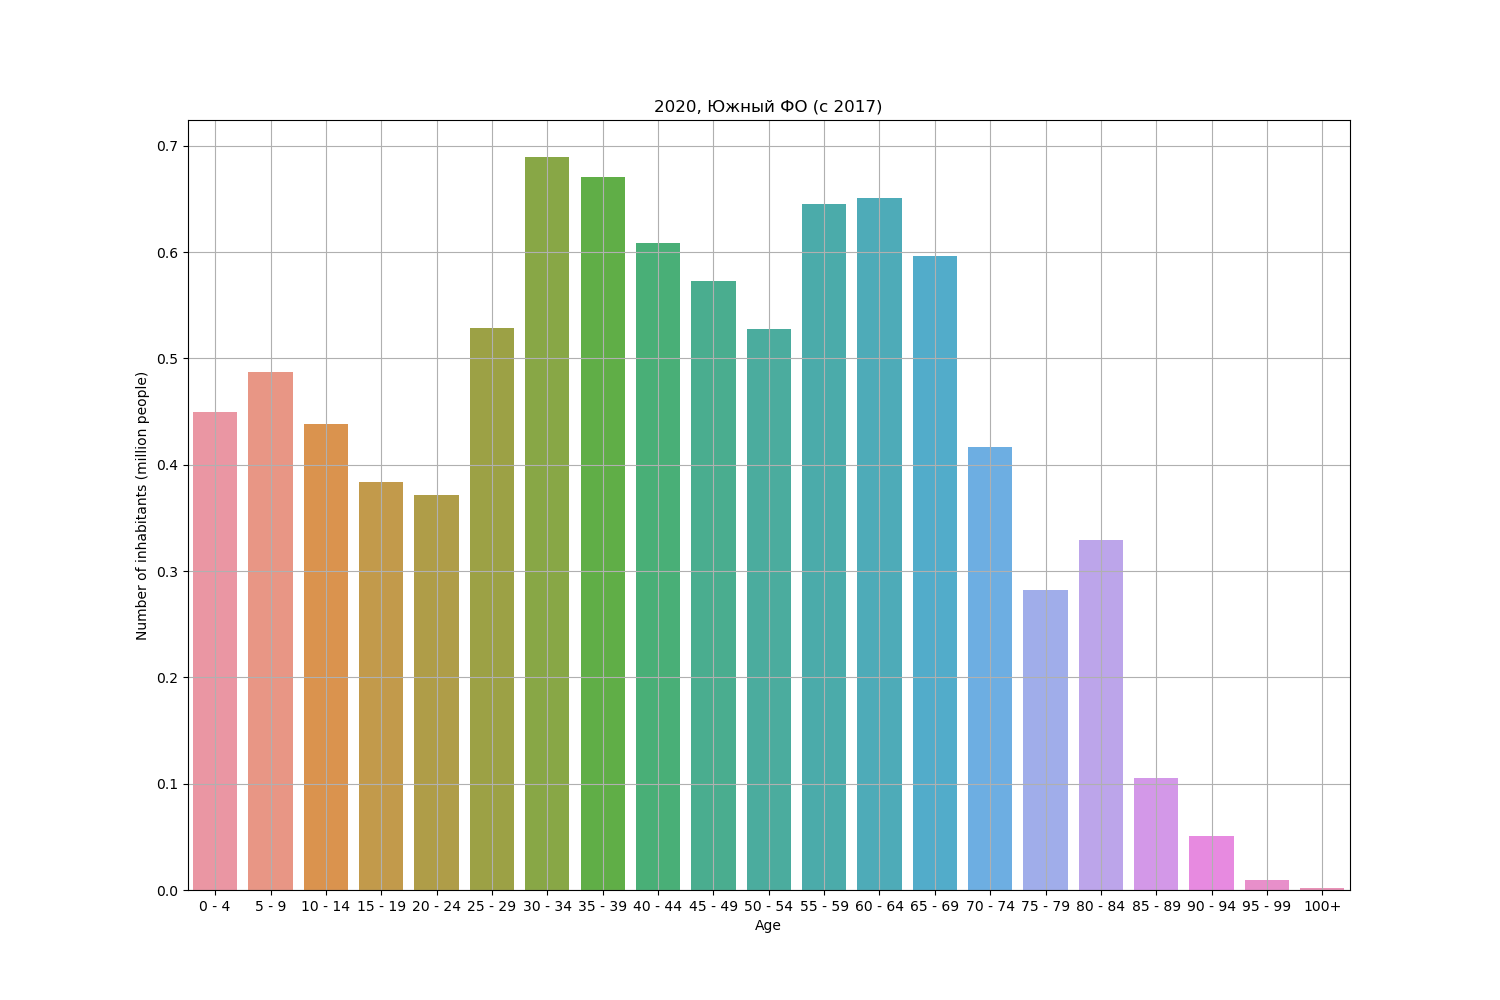 2020, Южный ФО (с 2017)
0.7
0.6
0.5
0.4
0.3
0.2
0.1
0.0
Number of inhabitants (million people)
0 - 4 5 - 9 10 - 14 15 - 19 20 - 24 25 - 29 30 - 34 35 - 39 40 - 44 45 - 49 50 - 54 55 - 59 60 - 64 65 - 69 70 - 74 75 - 79 80 - 84 85 - 89 90 - 94 95 - 99 100+
Age